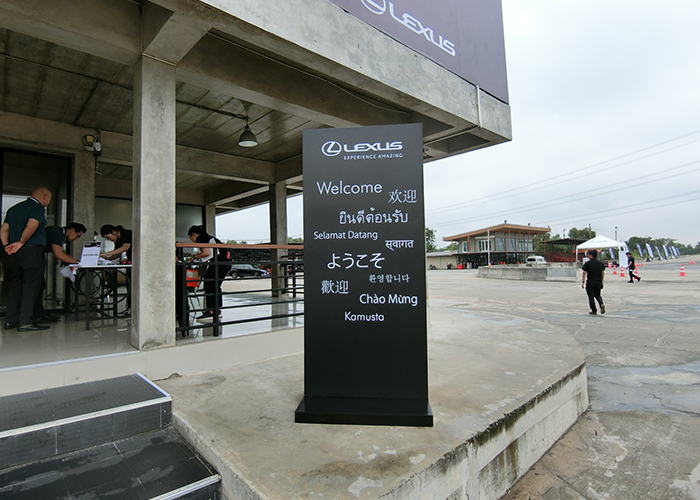 LEXUS
LEXUS
EXPERIENCE AMAZING
Welcome
欢迎
ยินดีต้อนรับ
Selamat Datang
स्वागत
ようこそ
환영합니다
歡迎
Chào Mừng
Kamusta